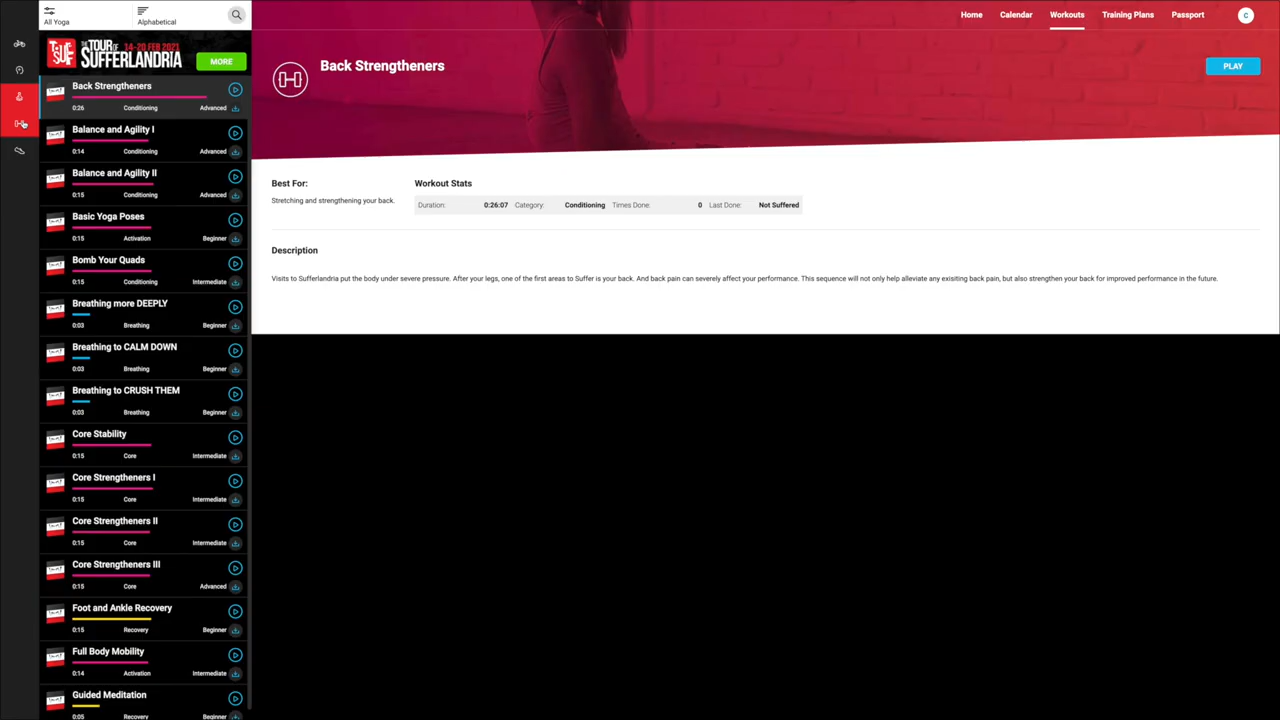 All Yoga
Alphabetical
Home
Calendar
Workouts
Training Plans
Passport
C
T
SUF
THE TOUR OF
SUFFERLANDRIA
14-20 FEB 2021
MORE
Back Strengtheners
0:26 Conditioning Advanced
Balance and Agility I
0:14 Conditioning Advanced
Balance and Agility II
0:15 Conditioning Advanced
Basic Yoga Poses
0:15 Activation Beginner
Bomb Your Quads
0:15 Conditioning Intermediate
Breathing more DEEPLY
0:03 Breathing Beginner
Breathing to CALM DOWN
0:03 Breathing Beginner
Breathing to CRUSH THEM
0:03 Breathing Beginner
Core Stability
0:15 Core Intermediate
Core Strengtheners I
0:15 Core Intermediate
Core Strengtheners II
0:15 Core Intermediate
Core Strengtheners III
0:15 Core Advanced
Foot and Ankle Recovery
0:15 Recovery Beginner
Full Body Mobility
0:14 Activation Intermediate
Guided Meditation
0:05 Recovery Beginner
Back Strengtheners
PLAY
Best For:
Stretching and strengthening your back.
Workout Stats
Duration: 0:26:07 Category: Conditioning Times Done: 0 Last Done: Not Suffered
Description
Visits to Sufferlandria put the body under severe pressure. After your legs, one of the first areas to Suffer is your back. And back pain can severely affect your performance. This sequence will not only help alleviate any exisiting back pain, but also strengthen your back for improved performance in the future.